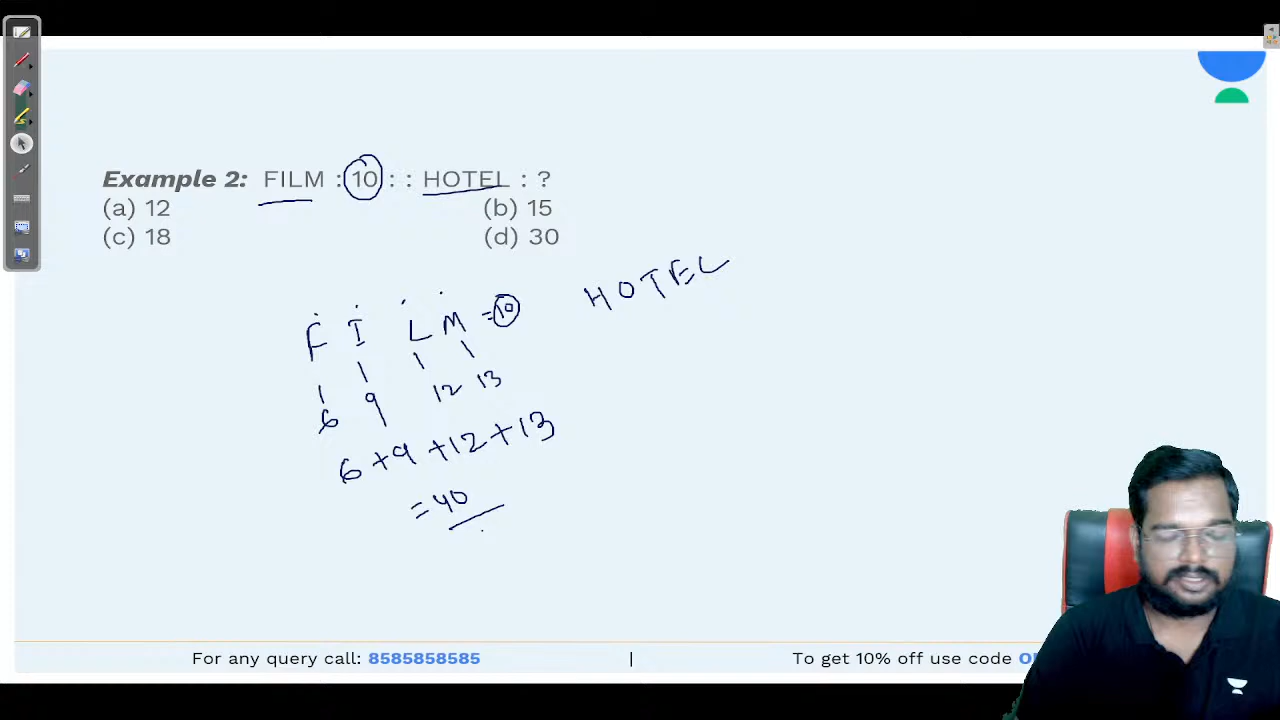 Example 2: FILM : 10 : : HOTEL : ?
(a) 12 (b) 15
(c) 18 (d) 30
HOTEL
F I L M = 10
6 9 12 13
6+9+12+13
=40
For any query call: 8585858585 | To get 10% off use code